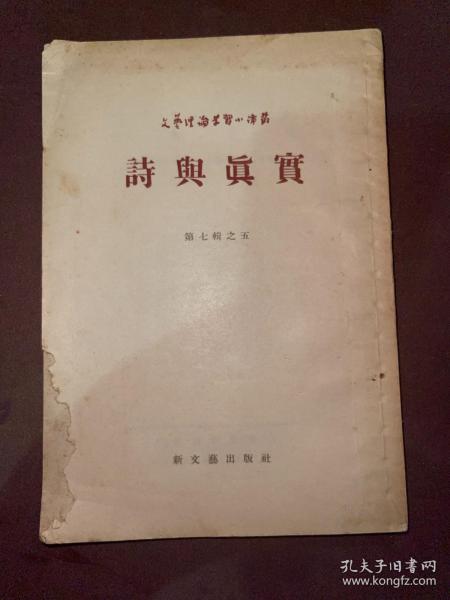 文藝理論學習小譯叢
詩與眞實
第七輯之五
新文藝出版社
孔夫子旧书网
www.kongfz.com